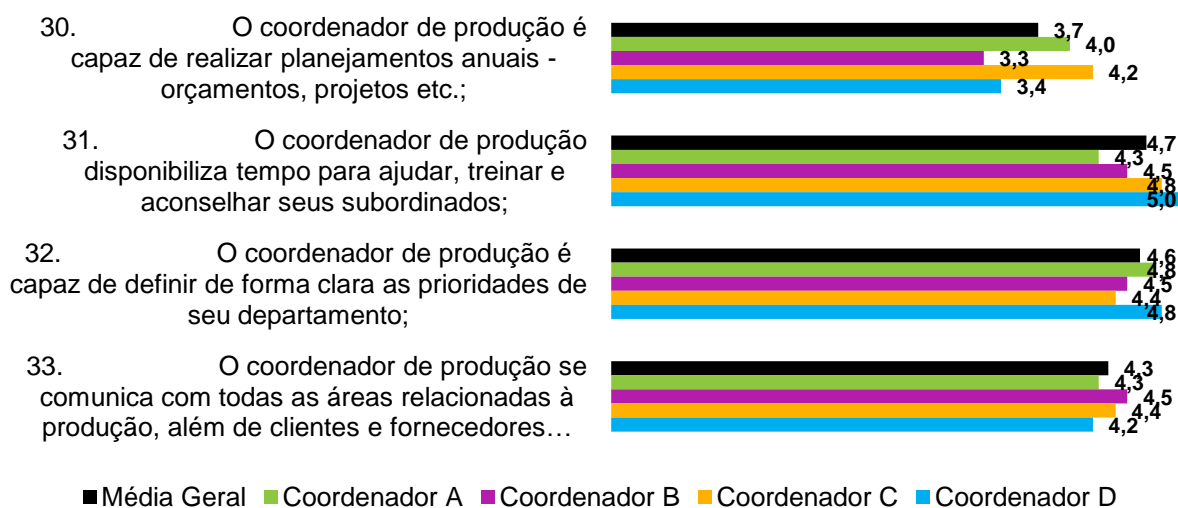 30. O coordenador de produção é
capaz de realizar planejamentos anuais -
orçamentos, projetos etc.;
3,7
4,0
3,3
4,2
3,4
31. O coordenador de produção
disponibiliza tempo para ajudar, treinar e
aconselhar seus subordinados;
4,7
4,3
4,5
4,8
5,0
32. O coordenador de produção é
capaz de definir de forma clara as prioridades de
seu departamento;
4,6
4,8
4,5
4,4
4,8
33. O coordenador de produção se
comunica com todas as áreas relacionadas à
produção, além de clientes e fornecedores…
4,3
4,3
4,5
4,4
4,2
Média Geral Coordenador A Coordenador B Coordenador C Coordenador D